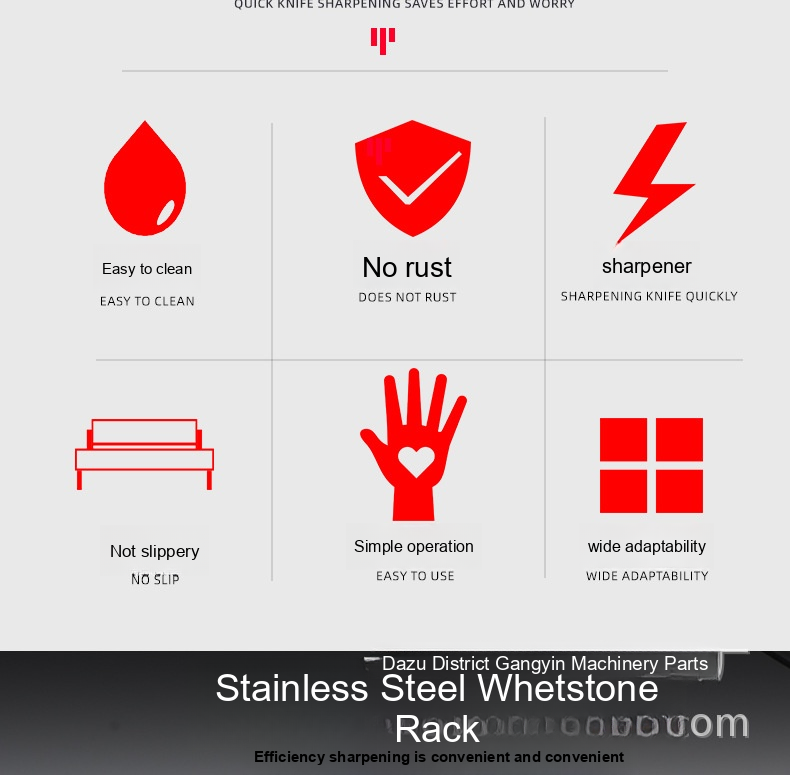 QUICK KNIFE SHARPENING SAVES EFFORT AND WORRY
Easy to clean
EASY TO CLEAN
No rust
DOES NOT RUST
sharpener
SHARPENING KNIFE QUICKLY
Not slippery
NO SLIP
Simple operation
EASY TO USE
wide adaptability
WIDE ADAPTABILITY
Dazu District Gangyin Machinery Parts
Stainless Steel Whetstone
Rack
com
Efficiency sharpening is convenient and convenient